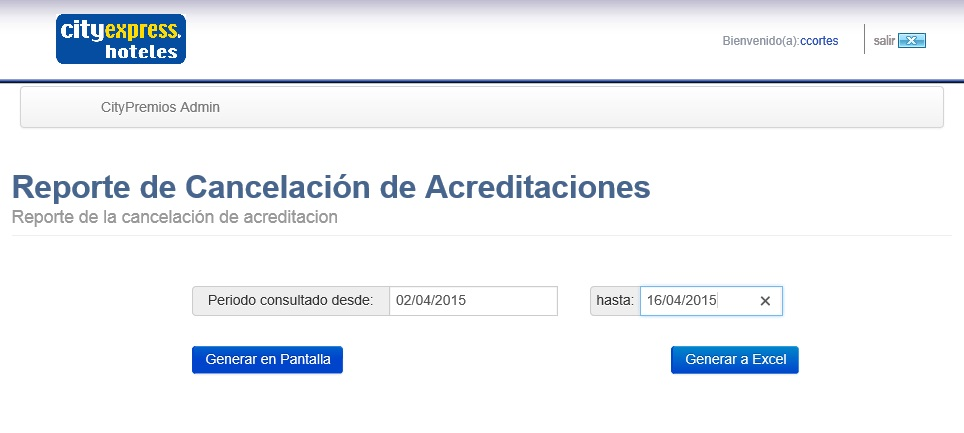 cityexpress.
hoteles
Bienvenido(a):ccortes salir
CityPremios Admin
Reporte de Cancelación de Acreditaciones
Reporte de la cancelación de acreditacion
Periodo consultado desde: 02/04/2015 hasta: 16/04/2015
Generar en Pantalla Generar a Excel